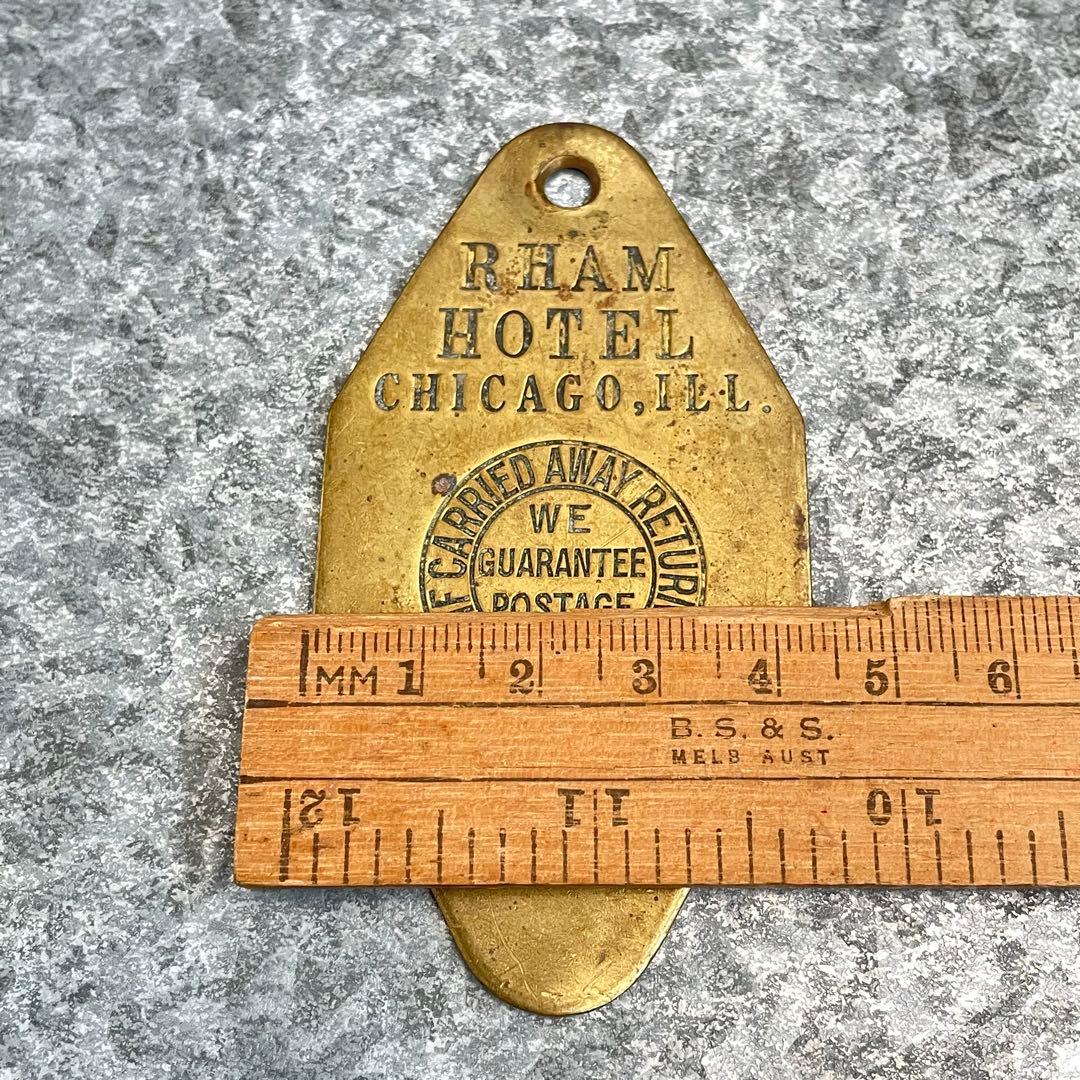 RHAM
HOTEL
CHICAGO, ILL.
IF CARRIED AWAY RETURN
WE
GUARANTEE
POSTAGE
MM 1 2 3 4 5 6
B. S. & S.
MELB AUST
12 11 10